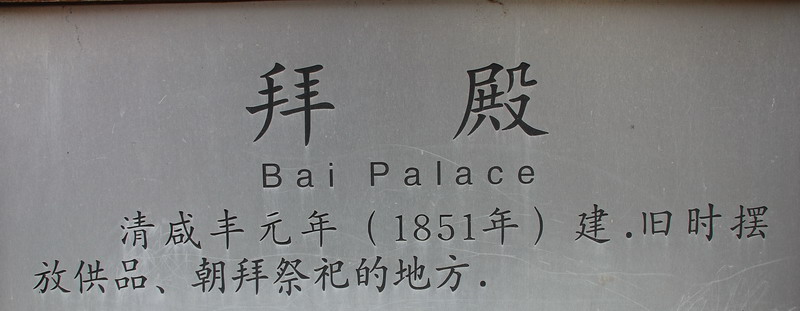 拜 殿
Bai Palace
清咸丰元年（1851年）建.旧时摆
放供品、朝拜祭祀的地方.